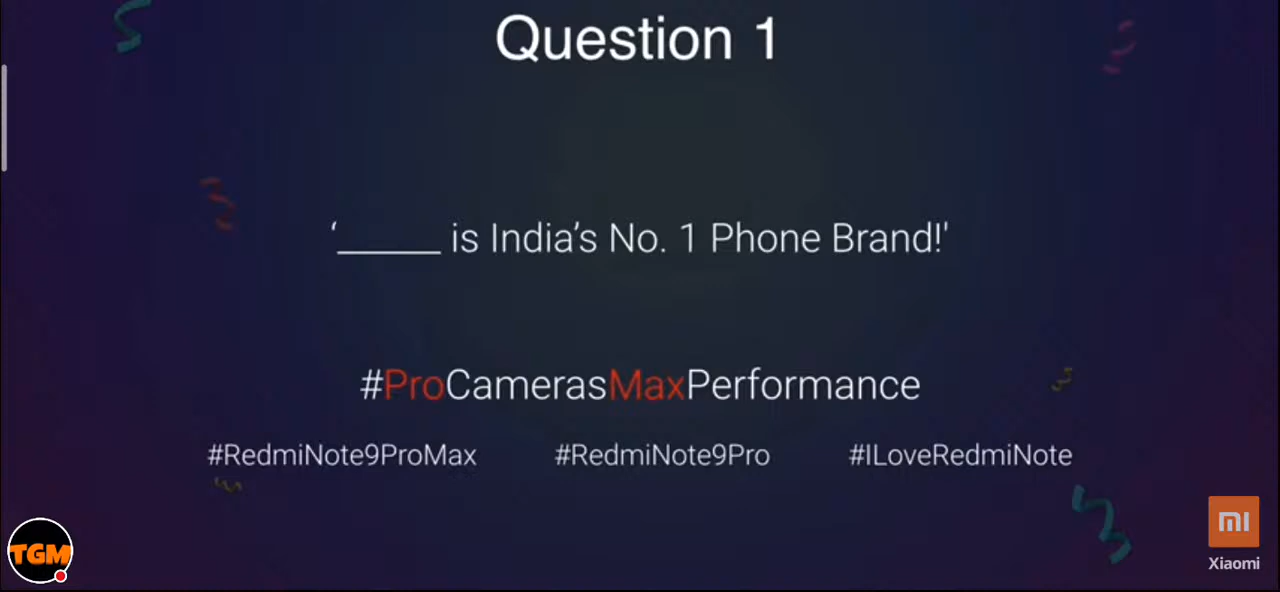 Question 1
‘______ is India’s No. 1 Phone Brand!'
#ProCamerasMaxPerformance
#RedmiNote9ProMax #RedmiNote9Pro #ILoveRedmiNote
TGM
mi
Xiaomi